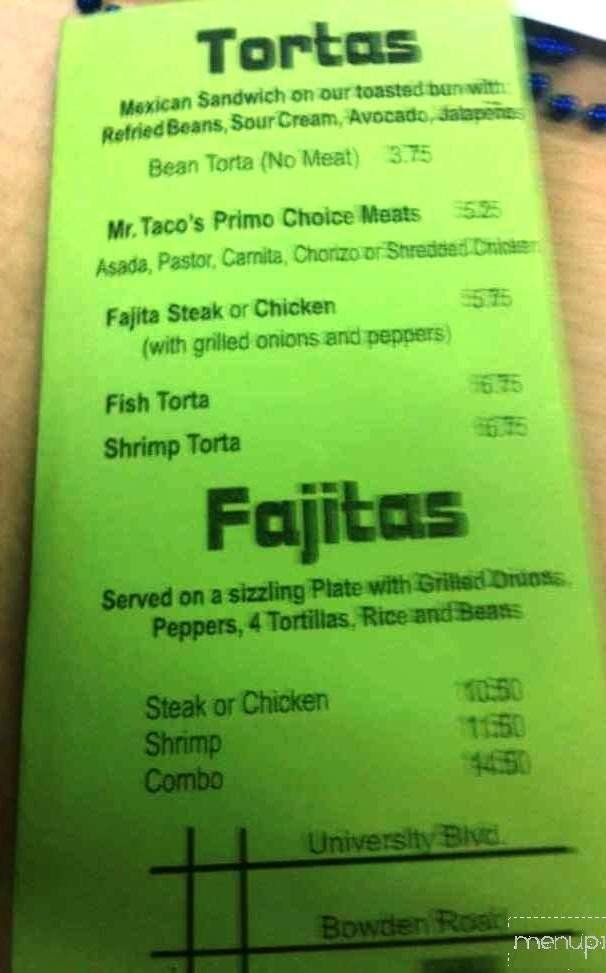 Tortas
Mexican Sandwich on our toasted bun with:
Refried Beans, Sour Cream, Avocado, Jalapeños
Bean Torta (No Meat) 3.75
Mr. Taco's Primo Choice Meats 5.25
Asada, Pastor, Carnita, Chorizo or Shredded Chicken
Fajita Steak or Chicken 5.75
(with grilled onions and peppers)
Fish Torta 6.75
Shrimp Torta 6.75
Fajitas
Served on a sizzling Plate with Grilled Onions,
Peppers, 4 Tortillas, Rice and Beans
Steak or Chicken 10.50
Shrimp 11.50
Combo 14.50
University Blvd.
Bowden Road
menupix